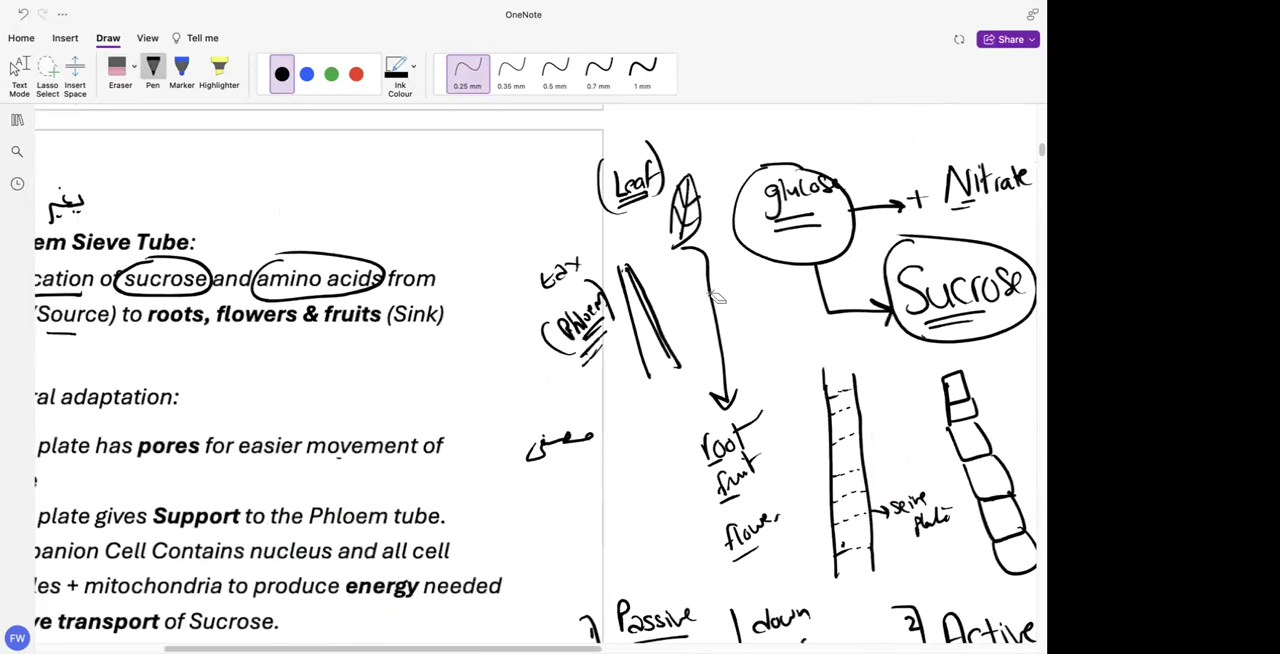 OneNote
Home Insert Draw View Tell me
Share
Text Mode
Lasso Select
Insert Space
Eraser
Pen
Marker
Highlighter
Ink Colour
0.25 mm
0.35 mm
0.5 mm
0.7 mm
1 mm
em Sieve Tube:
cation of sucrose and amino acids from
(Source) to roots, flowers & fruits (Sink)
ral adaptation:
plate has pores for easier movement of
e
plate gives Support to the Phloem tube.
panion Cell Contains nucleus and all cell
les + mitochondria to produce energy needed
ve transport of Sucrose.
(Leaf)
glucose
+ Nitrate
Sucrose
(Phloem)
root
fruit
flower
seive plate
1) Passive
down
2) Active
FW